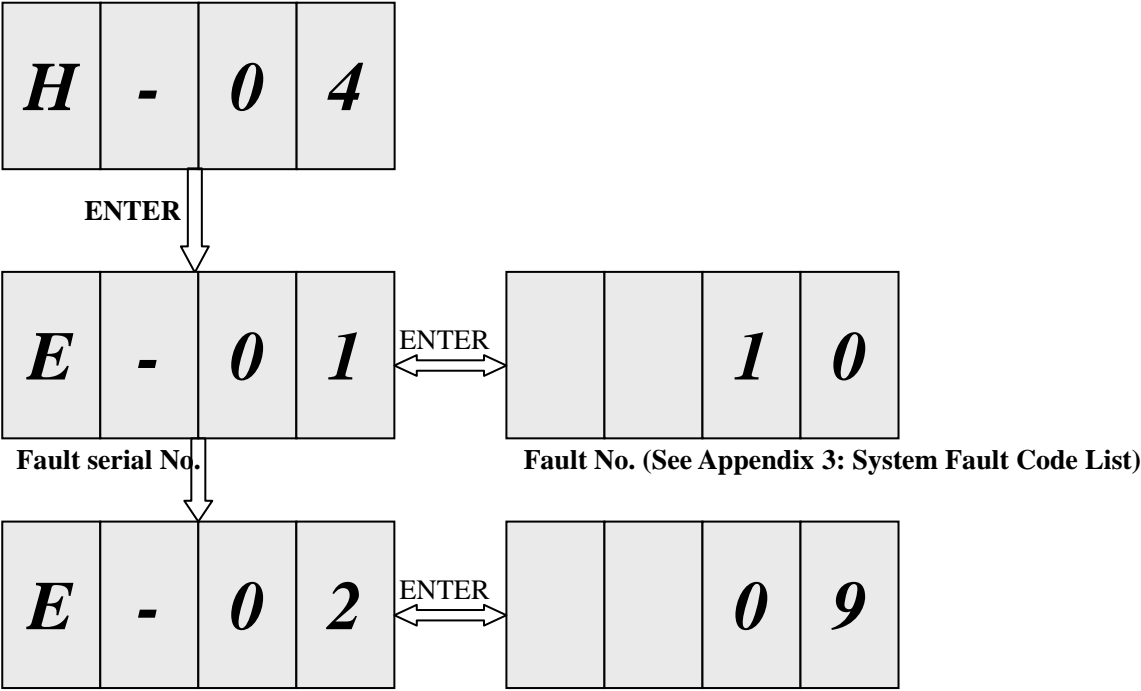 H - 0 4
ENTER
E - 0 1 ENTER 1 0
Fault serial No. Fault No. (See Appendix 3: System Fault Code List)
E - 0 2 ENTER 0 9